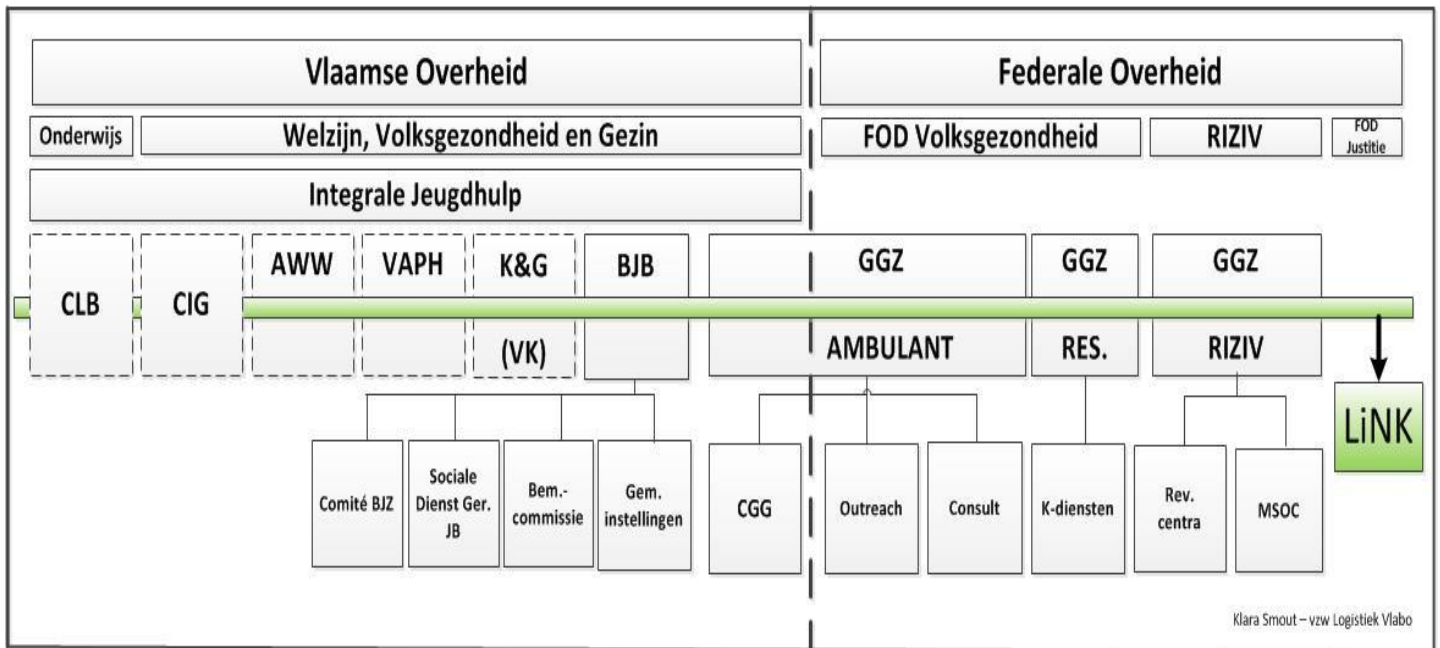 Vlaamse Overheid
Federale Overheid
Onderwijs
Welzijn, Volksgezondheid en Gezin
FOD Volksgezondheid
RIZIV
FOD
Justitie
Integrale Jeugdhulp
CLB
CIG
AWW
VAPH
K&G
(VK)
BJB
GGZ
AMBULANT
GGZ
RES.
GGZ
RIZIV
LiNK
Comité BJZ
Sociale
Dienst Ger.
JB
Bem.-
commissie
Gem.
instellingen
CGG
Outreach
Consult
K-diensten
Rev.
centra
MSOC
Klara Smout – vzw Logistiek Vlabo